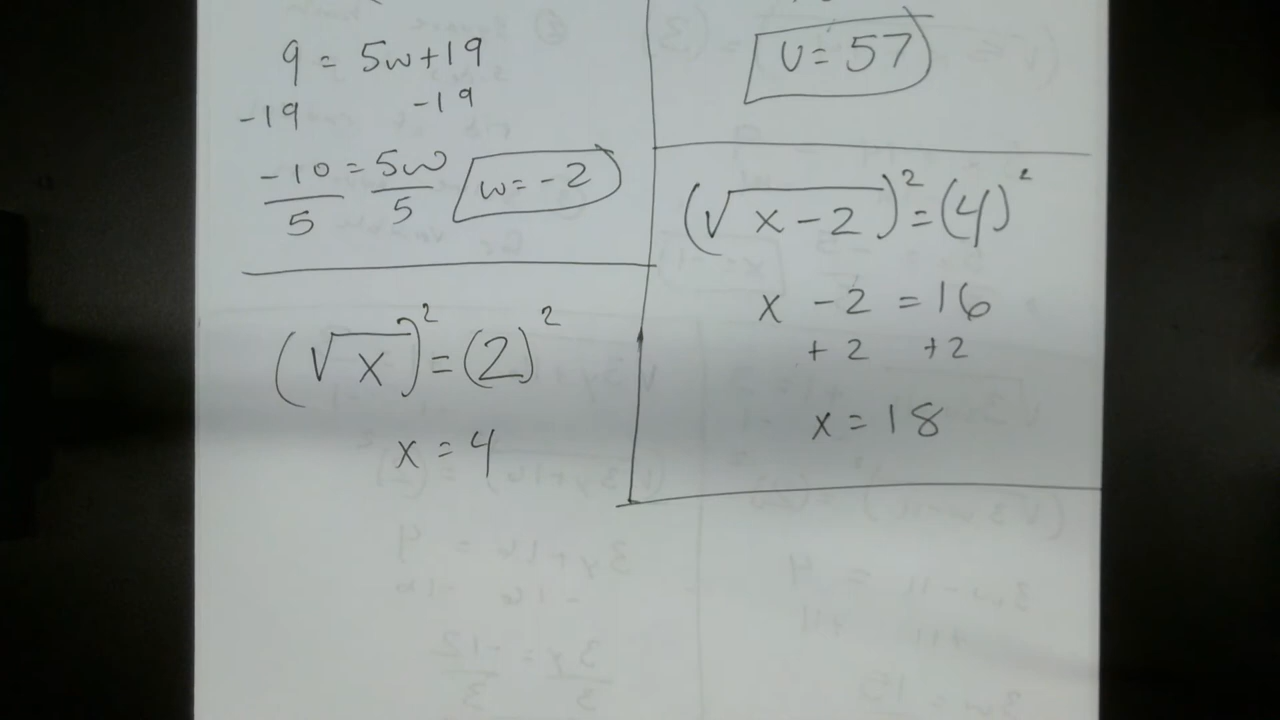 9 = 5w+19
-19 -19
-10 = 5w
5 5
w = -2
(√x)² = (2)²
x = 4
v = 57
(√x-2)² = (4)²
x - 2 = 16
+2 +2
x = 18